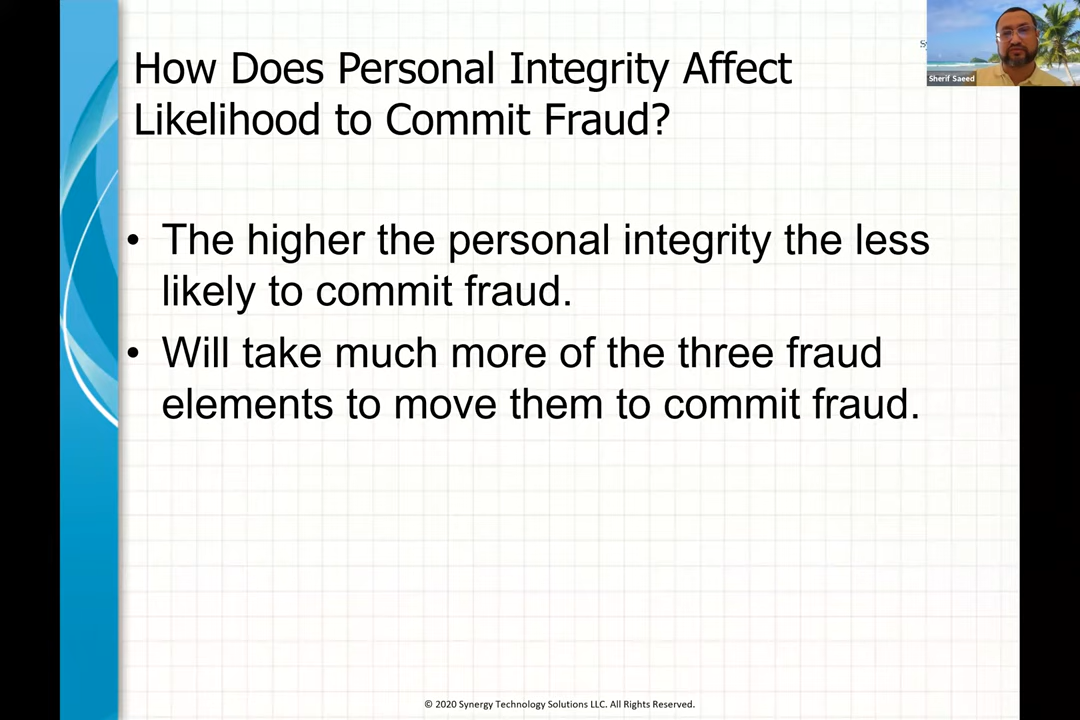 How Does Personal Integrity Affect
Likelihood to Commit Fraud?
Sherif Saeed
• The higher the personal integrity the less
likely to commit fraud.
• Will take much more of the three fraud
elements to move them to commit fraud.
© 2020 Synergy Technology Solutions LLC. All Rights Reserved.